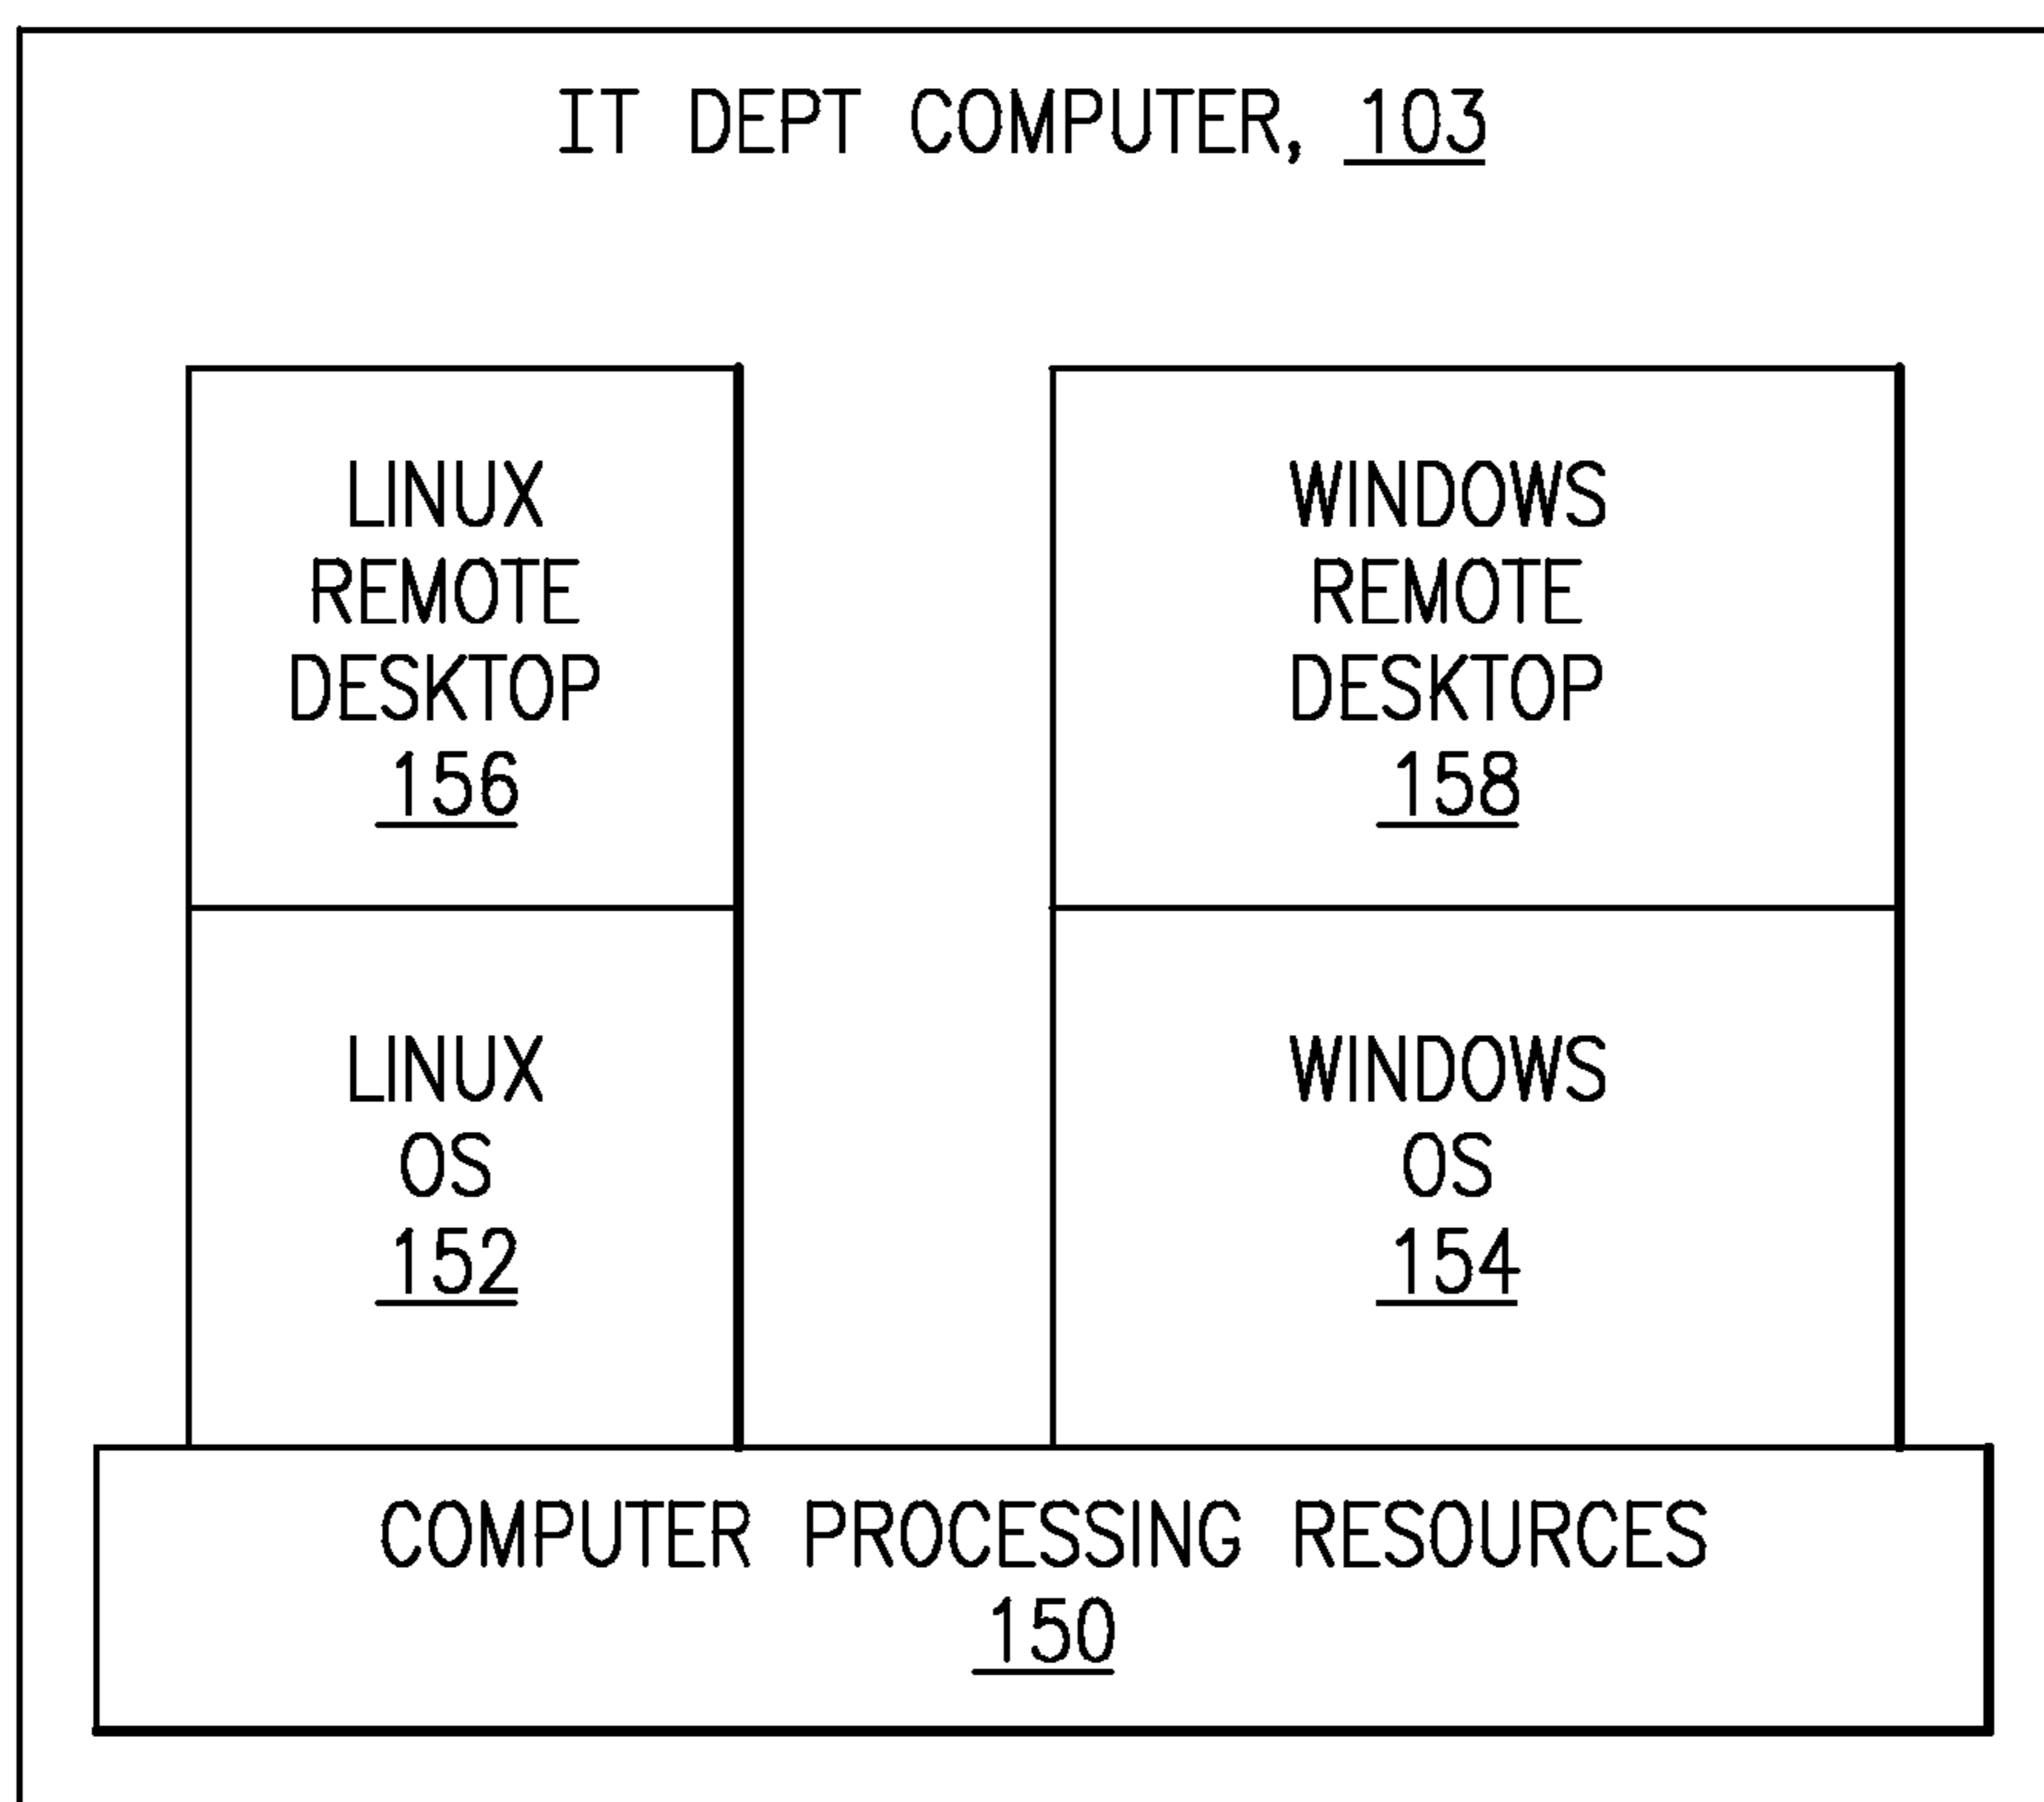 IT DEPT COMPUTER, 103
LINUX
REMOTE
DESKTOP
156
WINDOWS
REMOTE
DESKTOP
158
LINUX
OS
152
WINDOWS
OS
154
COMPUTER PROCESSING RESOURCES
150